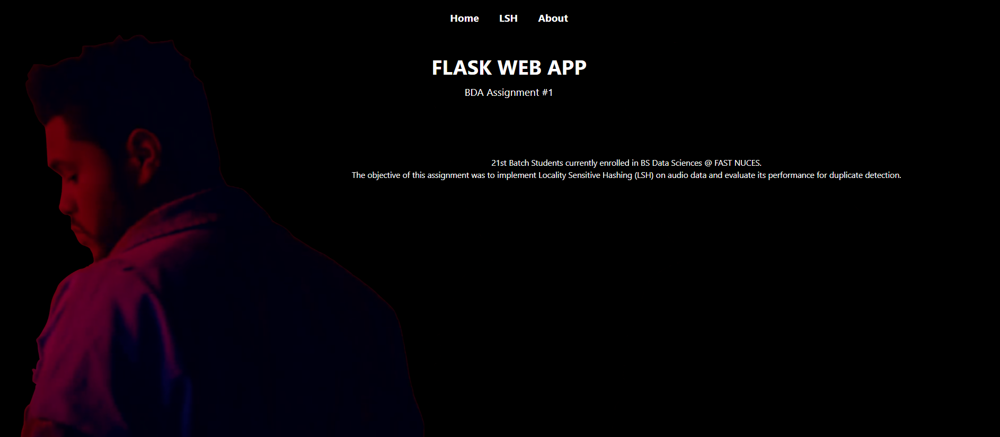 Home LSH About
FLASK WEB APP
BDA Assignment #1
21st Batch Students currently enrolled in BS Data Sciences @ FAST NUCES.
The objective of this assignment was to implement Locality Sensitive Hashing (LSH) on audio data and evaluate its performance for duplicate detection.